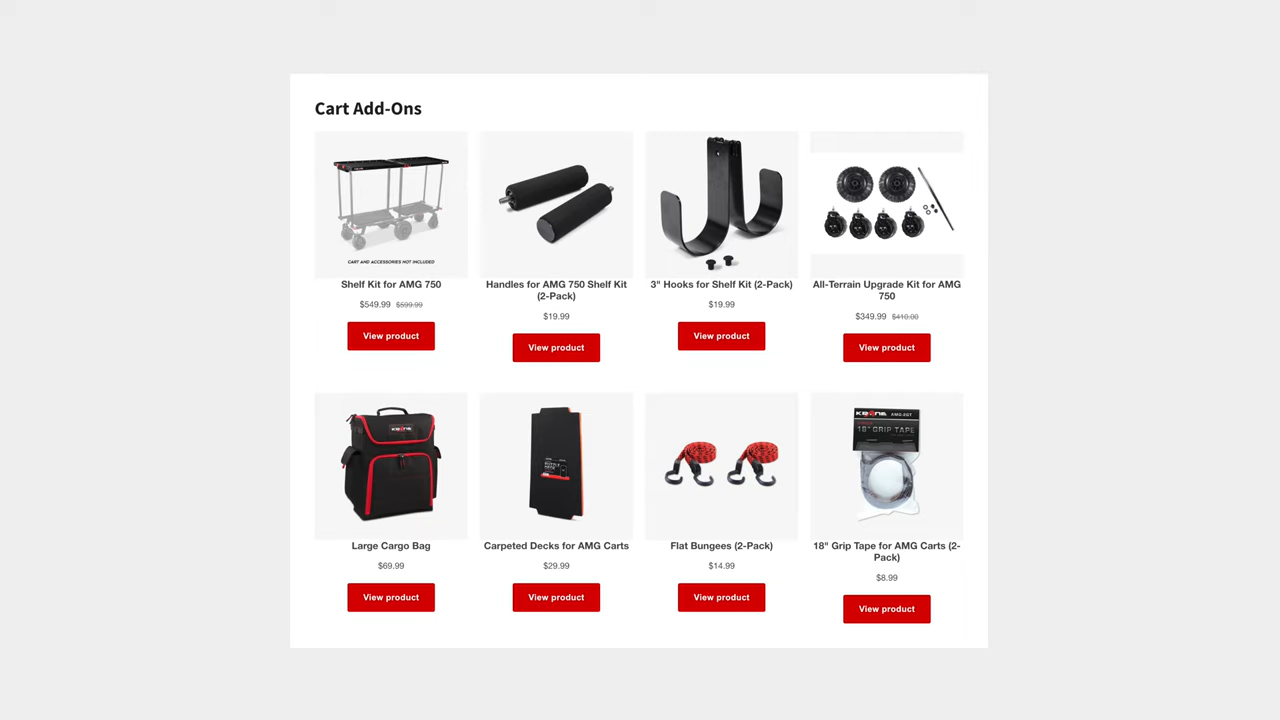 Cart Add-Ons
CART AND ACCESSORIES NOT INCLUDED
Shelf Kit for AMG 750
$549.99 $599.99
View product
Handles for AMG 750 Shelf Kit
(2-Pack)
$19.99
View product
3" Hooks for Shelf Kit (2-Pack)
$19.99
View product
All-Terrain Upgrade Kit for AMG
750
$349.99 $410.00
View product
KRANE
Large Cargo Bag
$69.99
View product
Carpeted Decks for AMG Carts
$29.99
View product
Flat Bungees (2-Pack)
$14.99
View product
KRANE
18" GRIP TAPE
18" Grip Tape for AMG Carts (2-
Pack)
$8.99
View product